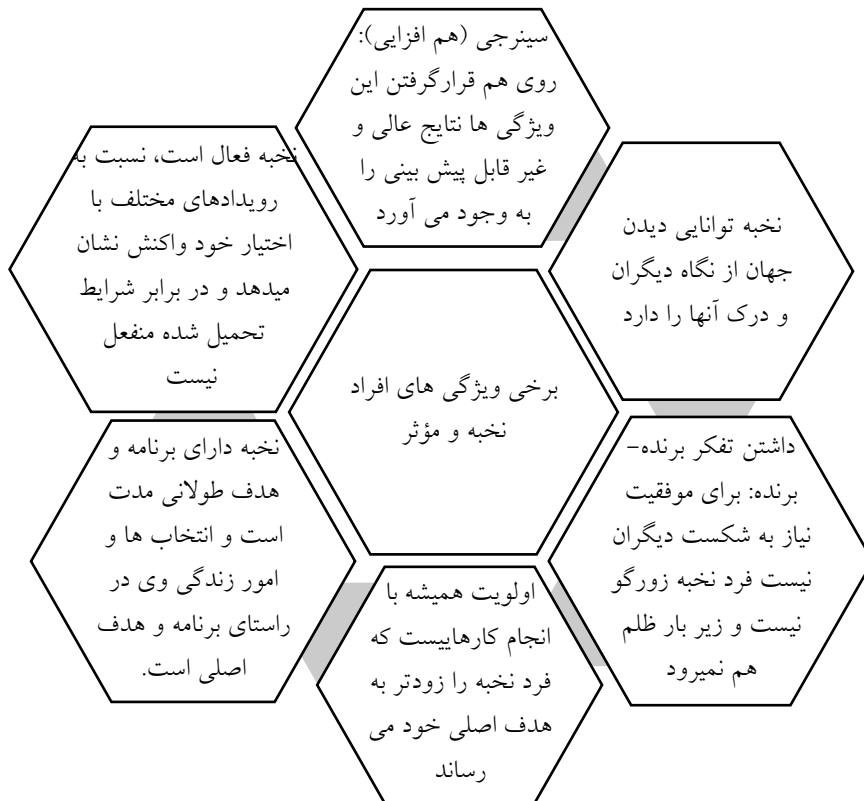 سینرجی (هم افزایی):
روی هم قرارگرفتن این
ویژگی ها نتایج عالی و
غیر قابل پیش بینی را
به وجود می آورد
نخبه توانایی دیدن
جهان از نگاه دیگران
و درک آنها را دارد
داشتن تفکر برنده-
برنده: برای موفقیت
نیاز به شکست دیگران
نیست فرد نخبه زورگو
نیست و زیر بار ظلم
هم نمیرود
اولویت همیشه با
انجام کارهاییست که
فرد نخبه را زودتر به
هدف اصلی خود می
رساند
نخبه دارای برنامه و
هدف طولانی مدت
است و انتخاب ها و
امور زندگی وی در
راستای برنامه و هدف
اصلی است.
نخبه فعال است، نسبت به
رویدادهای مختلف با
اختیار خود واکنش نشان
میدهد و در برابر شرایط
تحمیل شده منفعل
نیست
برخی ویژگی های افراد
نخبه و مؤثر